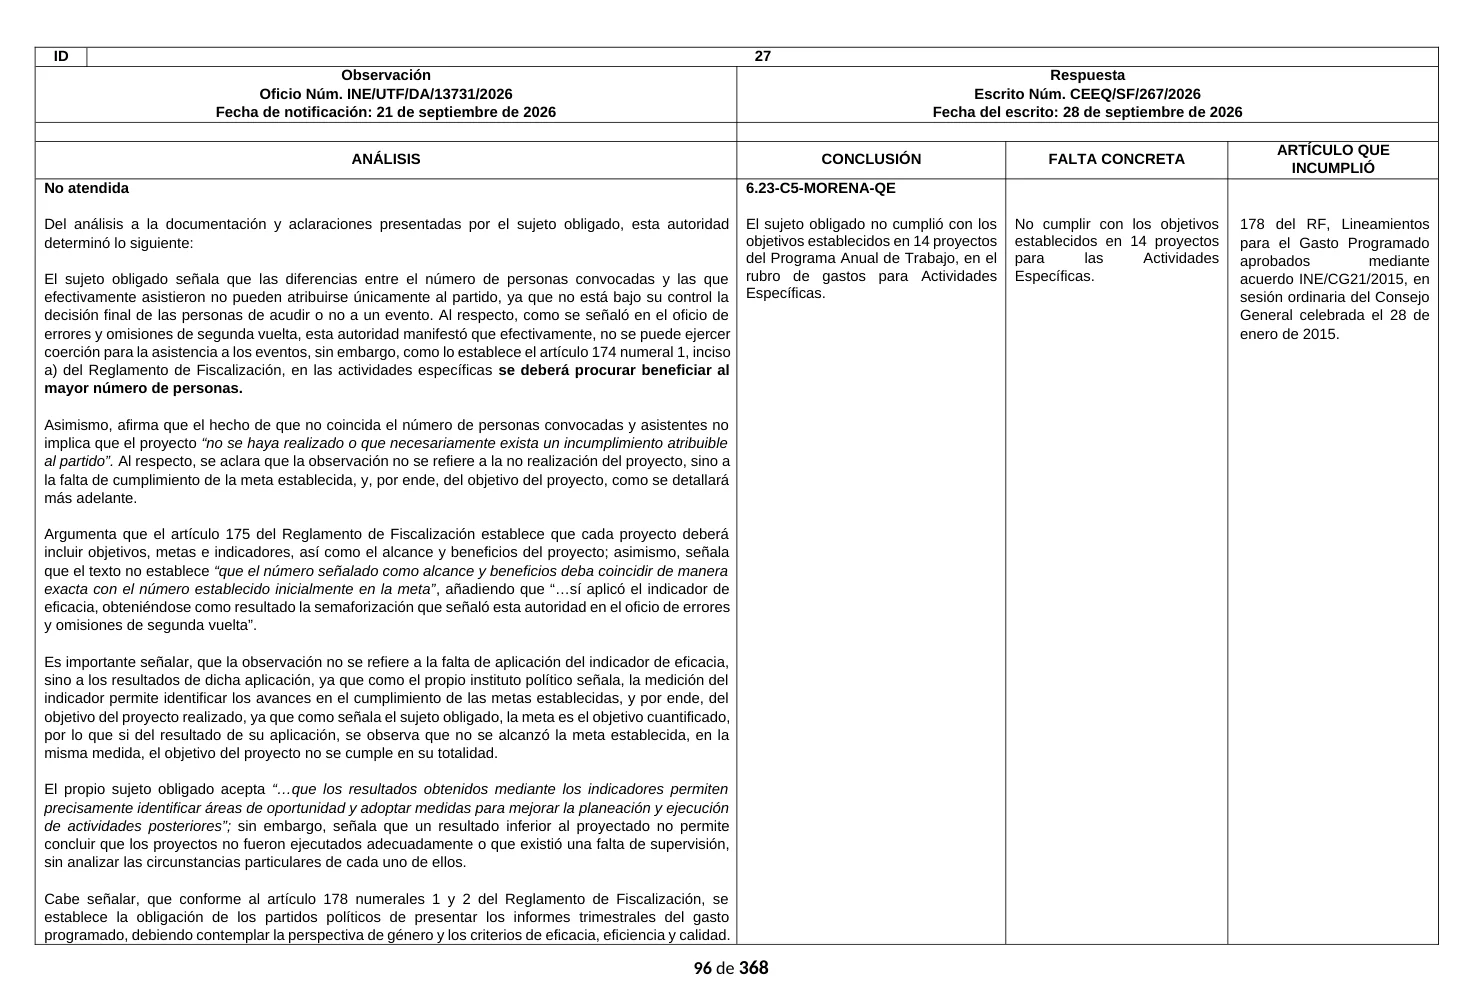 ID
27
Observación
Oficio Núm. INE/UTF/DA/13731/2026
Fecha de notificación: 21 de septiembre de 2026
Respuesta
Escrito Núm. CEEQ/SF/267/2026
Fecha del escrito: 28 de septiembre de 2026
ANÁLISIS
CONCLUSIÓN
FALTA CONCRETA
ARTÍCULO QUE
INCUMPLIÓ
No atendida
Del análisis a la documentación y aclaraciones presentadas por el sujeto obligado, esta autoridad
determinó lo siguiente:
El sujeto obligado señala que las diferencias entre el número de personas convocadas y las que
efectivamente asistieron no pueden atribuirse únicamente al partido, ya que no está bajo su control la
decisión final de las personas de acudir o no a un evento. Al respecto, como se señaló en el oficio de
errores y omisiones de segunda vuelta, esta autoridad manifestó que efectivamente, no se puede ejercer
coerción para la asistencia a los eventos, sin embargo, como lo establece el artículo 174 numeral 1, inciso
a) del Reglamento de Fiscalización, en las actividades específicas se deberá procurar beneficiar al
mayor número de personas.
Asimismo, afirma que el hecho de que no coincida el número de personas convocadas y asistentes no
implica que el proyecto “no se haya realizado o que necesariamente exista un incumplimiento atribuible
al partido”. Al respecto, se aclara que la observación no se refiere a la no realización del proyecto, sino a
la falta de cumplimiento de la meta establecida, y, por ende, del objetivo del proyecto, como se detallará
más adelante.
Argumenta que el artículo 175 del Reglamento de Fiscalización establece que cada proyecto deberá
incluir objetivos, metas e indicadores, así como el alcance y beneficios del proyecto; asimismo, señala
que el texto no establece “que el número señalado como alcance y beneficios deba coincidir de manera
exacta con el número establecido inicialmente en la meta”, añadiendo que “…sí aplicó el indicador de
eficacia, obteniéndose como resultado la semaforización que señaló esta autoridad en el oficio de errores
y omisiones de segunda vuelta”.
Es importante señalar, que la observación no se refiere a la falta de aplicación del indicador de eficacia,
sino a los resultados de dicha aplicación, ya que como el propio instituto político señala, la medición del
indicador permite identificar los avances en el cumplimiento de las metas establecidas, y por ende, del
objetivo del proyecto realizado, ya que como señala el sujeto obligado, la meta es el objetivo cuantificado,
por lo que si del resultado de su aplicación, se observa que no se alcanzó la meta establecida, en la
misma medida, el objetivo del proyecto no se cumple en su totalidad.
El propio sujeto obligado acepta “…que los resultados obtenidos mediante los indicadores permiten
precisamente identificar áreas de oportunidad y adoptar medidas para mejorar la planeación y ejecución
de actividades posteriores”; sin embargo, señala que un resultado inferior al proyectado no permite
concluir que los proyectos no fueron ejecutados adecuadamente o que existió una falta de supervisión,
sin analizar las circunstancias particulares de cada uno de ellos.
Cabe señalar, que conforme al artículo 178 numerales 1 y 2 del Reglamento de Fiscalización, se
establece la obligación de los partidos políticos de presentar los informes trimestrales del gasto
programado, debiendo contemplar la perspectiva de género y los criterios de eficacia, eficiencia y calidad.
6.23-C5-MORENA-QE
El sujeto obligado no cumplió con los
objetivos establecidos en 14 proyectos
del Programa Anual de Trabajo, en el
rubro de gastos para Actividades
Específicas.
No cumplir con los objetivos
establecidos en 14 proyectos
para las Actividades
Específicas.
178 del RF, Lineamientos
para el Gasto Programado
aprobados mediante
acuerdo INE/CG21/2015, en
sesión ordinaria del Consejo
General celebrada el 28 de
enero de 2015.
96 de 368